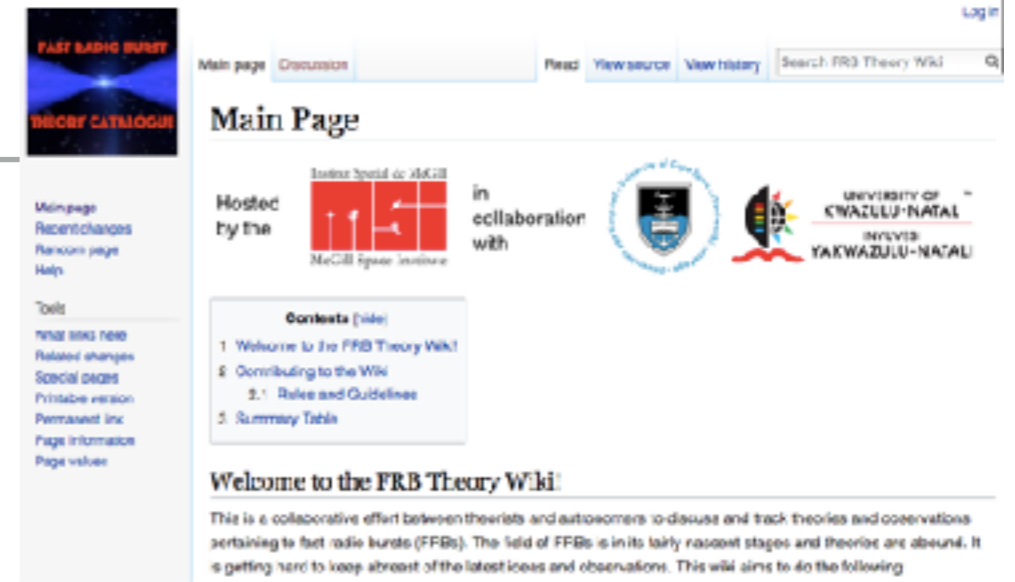 Log in
FAST RADIO BURST
THEORY CATALOGUE
Main page Discussion Read View source View history Search FRB Theory Wiki
Main Page
Hosted by the
Institut Spatial de McGill
msi
McGill Space Institute
in collaboration with
UNIVERSITY OF KWAZULU-NATAL
INYUVESI YAKWAZULU-NATALI
Main page
Recent changes
Random page
Help
Tools
What links here
Related changes
Special pages
Printable version
Permanent link
Page information
Page values
Contents [hide]
1 Welcome to the FRB Theory Wiki!
2 Contributing to the Wiki
2.1 Rules and Guidelines
3 Summary Table
Welcome to the FRB Theory Wiki!
This is a collaborative effort between theorists and astronomers to discuss and track theories and observations
pertaining to fast radio bursts (FRBs). The field of FRBs is in its fairly nascent stages and theories are abound. It
is getting hard to keep abreast of the latest ideas and observations. This wiki aims to do the following